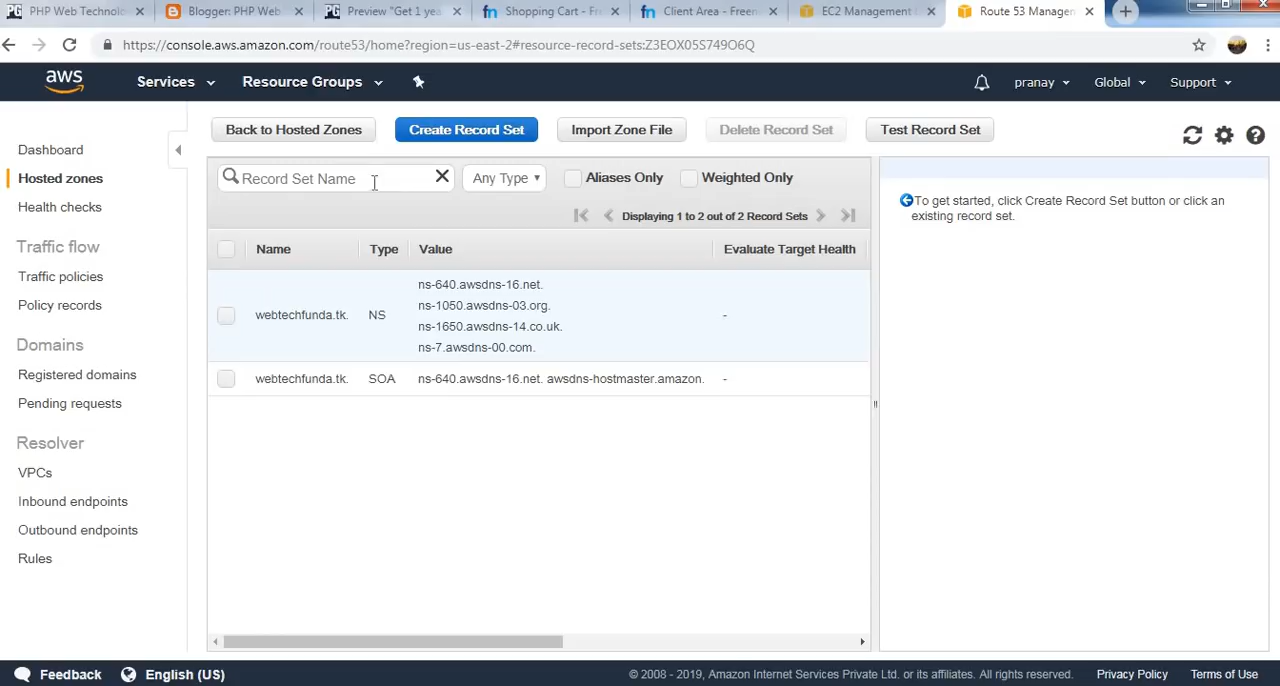 PHP Web Technolo
Blogger: PHP Web
Preview "Get 1 yea
Shopping Cart - Fre
Client Area - Freen
EC2 Management
Route 53 Managem
https://console.aws.amazon.com/route53/home?region=us-east-2#resource-record-sets:Z3EOX05S749O6Q
aws
Services
Resource Groups
pranay
Global
Support
Back to Hosted Zones
Create Record Set
Import Zone File
Delete Record Set
Test Record Set
Dashboard
Hosted zones
Health checks
Traffic flow
Traffic policies
Policy records
Domains
Registered domains
Pending requests
Resolver
VPCs
Inbound endpoints
Outbound endpoints
Rules
Record Set Name
Any Type
Aliases Only
Weighted Only
Displaying 1 to 2 out of 2 Record Sets
Name Type Value Evaluate Target Health
webtechfunda.tk. NS
ns-640.awsdns-16.net.
ns-1050.awsdns-03.org.
ns-1650.awsdns-14.co.uk.
ns-7.awsdns-00.com.
-
webtechfunda.tk. SOA ns-640.awsdns-16.net. awsdns-hostmaster.amazon. -
To get started, click Create Record Set button or click an
existing record set.
Feedback
English (US)
© 2008 - 2019, Amazon Internet Services Private Ltd. or its affiliates. All rights reserved.
Privacy Policy
Terms of Use